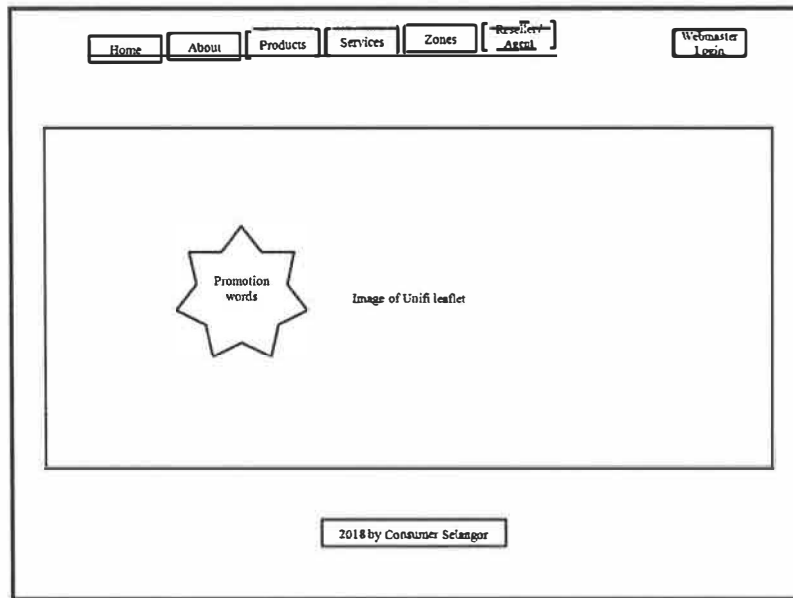 Home About Products Services Zones Reseller/ Webmaster
Agent Login
Promotion
words
Image of Unifi leaflet
2018 by Consumer Selangor